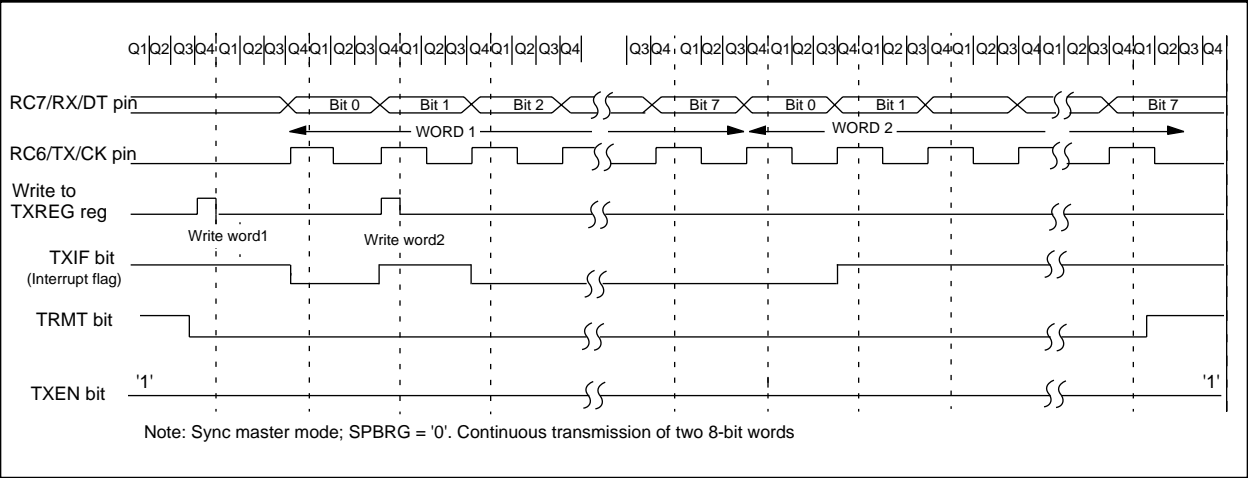 Q1 Q2 Q3 Q4 Q1 Q2 Q3 Q4 Q1 Q2 Q3 Q4 Q1 Q2 Q3 Q4 Q1 Q2 Q3 Q4 Q3 Q4 Q1 Q2 Q3 Q4 Q1 Q2 Q3 Q4 Q1 Q2 Q3 Q4 Q1 Q2 Q3 Q4 Q1 Q2 Q3 Q4 Q1 Q2 Q3 Q4
RC7/RX/DT pin Bit 0 Bit 1 Bit 2 Bit 7 Bit 0 Bit 1 Bit 7
WORD 1 WORD 2
RC6/TX/CK pin
Write to
TXREG reg
Write word1 Write word2
TXIF bit
(Interrupt flag)
TRMT bit
'1' '1'
TXEN bit
Note: Sync master mode; SPBRG = '0'. Continuous transmission of two 8-bit words